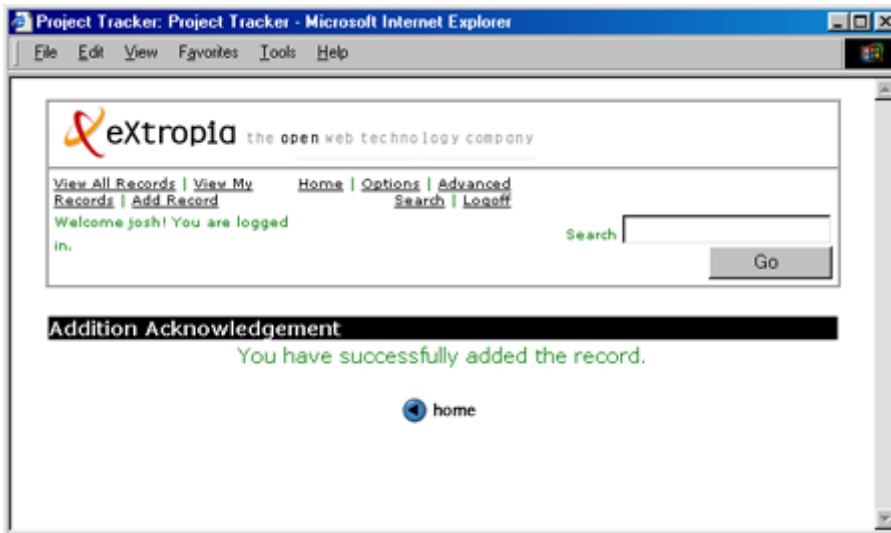 Project Tracker: Project Tracker - Microsoft Internet Explorer
File Edit View Favorites Tools Help
eXtropia the open web technology company
View All Records | View My Records | Add Record
Home | Options | Advanced Search | Logoff
Welcome josh! You are logged in.
Search
Go
Addition Acknowledgement
You have successfully added the record.
home